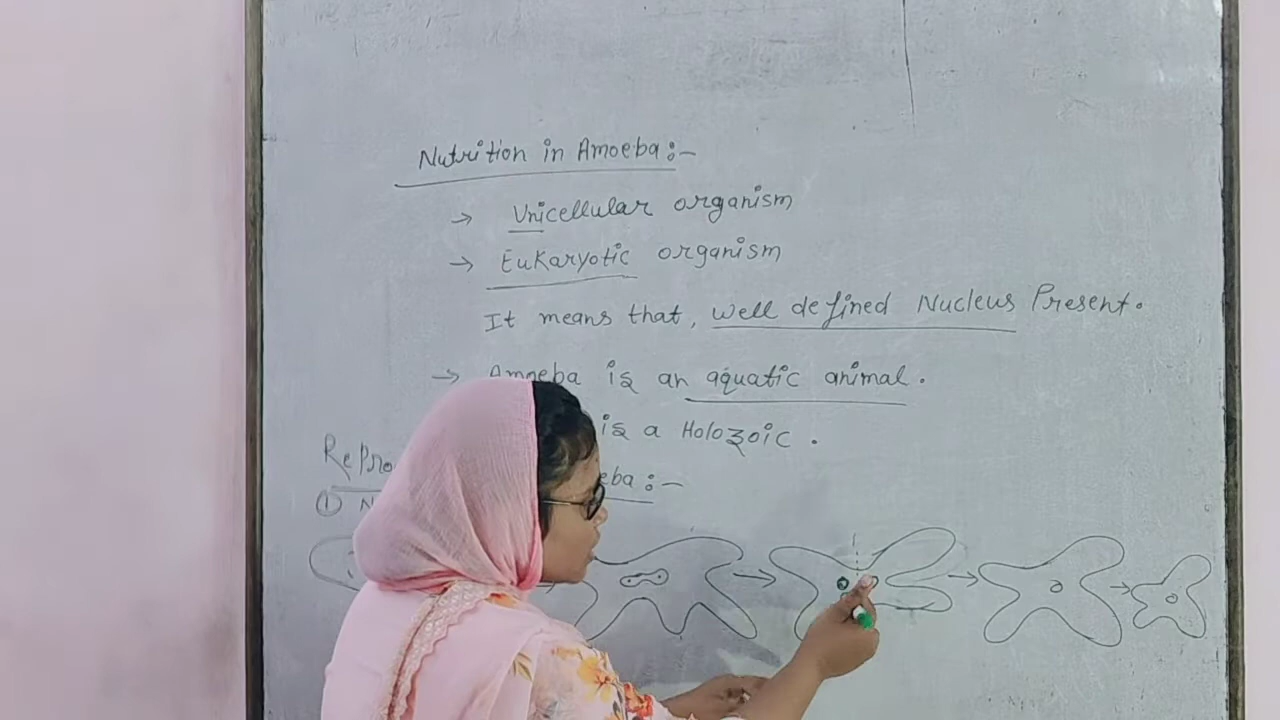 Nutrition in Amoeba:-
→ Unicellular organism
→ Eukaryotic organism
It means that, well defined Nucleus Present.
→ Amoeba is an aquatic animal.
is a Holozoic.
Repro eba:-
① N